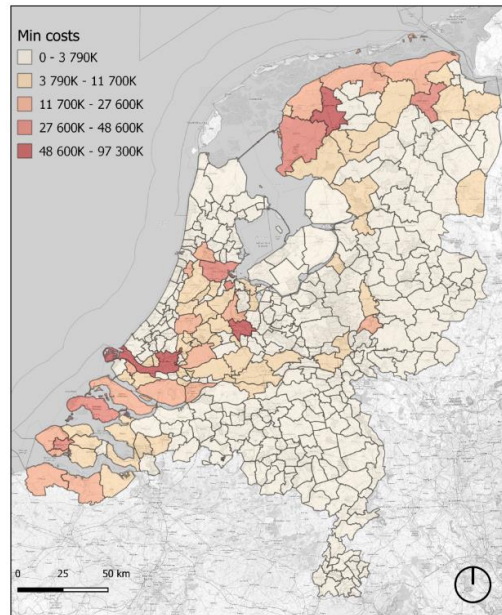 Min costs
0 - 3 790K
3 790K - 11 700K
11 700K - 27 600K
27 600K - 48 600K
48 600K - 97 300K
0 25 50 km